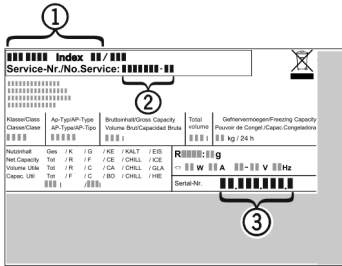 1
Index /
Service-Nr./No.Service: -
2
Klasse/Class Ap-Typ/AP-Type Bruttoinhalt/Gross Capacity Total Gefriervermogen/Freezing Capacity
Classe/Clase AP-Type/AP-Tipo Volume Brut/Capacidad Bruta volume Pouvoir de Congel./Capac.Congeladora
l l kg / 24 h
Nutzinhalt Ges / K / G / KE / KALT / EIS
Net.Capacity Tot / R / F / CE / CHILL / ICE
Volume Utile Tot / R / C / CA / CHILL / GLA
Capac. Util Tot / F / C / BO / CHILL / HIE
l / l
R : g
W A - V Hz
Serial-Nr. . .
3